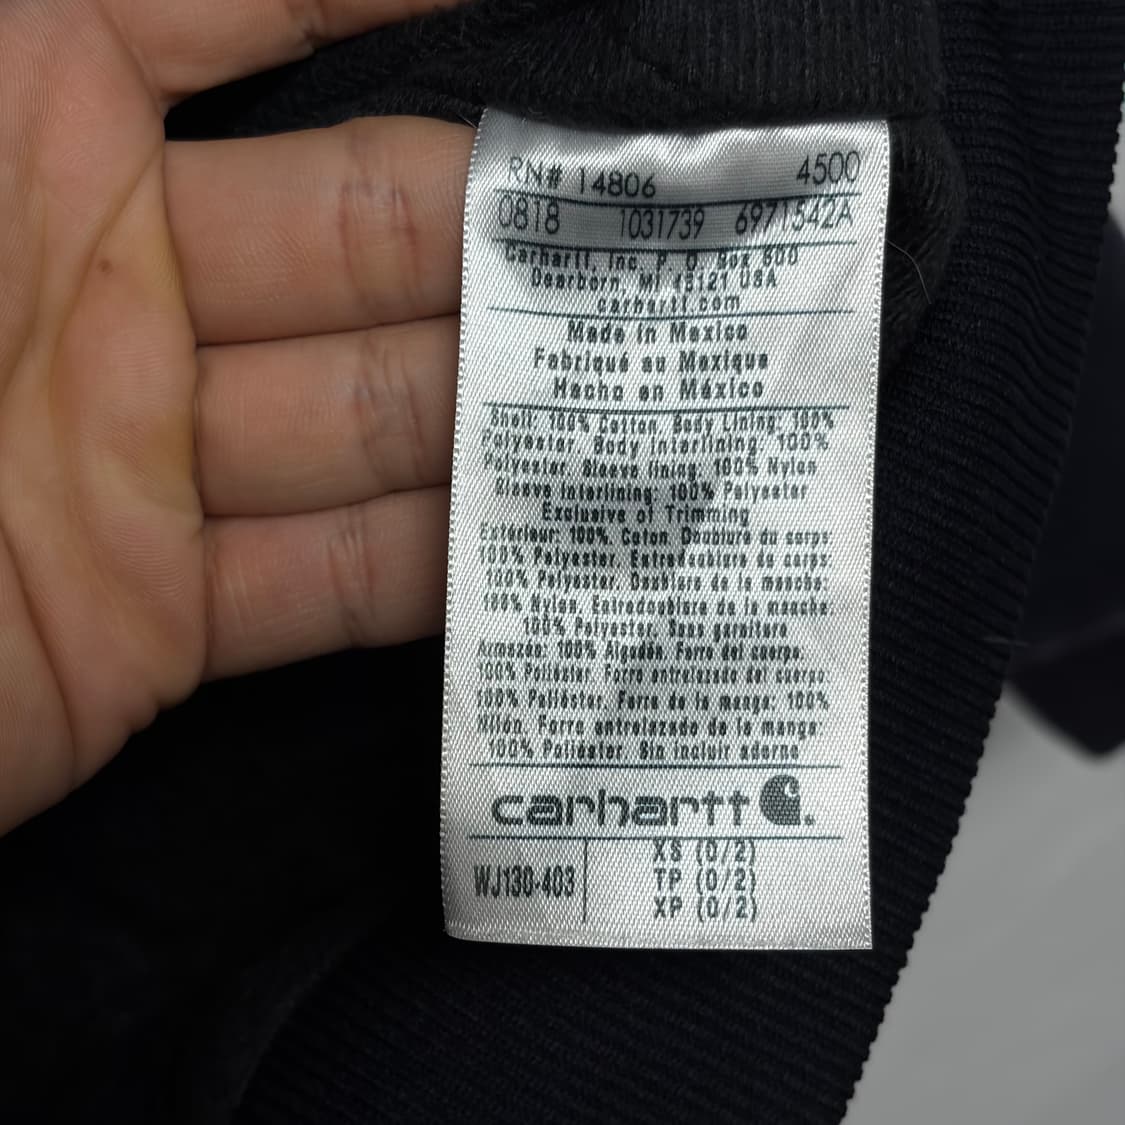 RN# 14806 4500
0818 1031739 6971542A
Carhartt, Inc. P. O. Box 600
Dearborn, MI 48121 USA
carhartt.com
Made in Mexico
Fabriqué au Mexique
Hecho en México
Shell: 100% Cotton, Body Lining: 100%
Polyester, Body Interlining: 100%
Polyester, Sleeve lining: 100% Nylon
Sleeve Interlining: 100% Polyester
Exclusive of Trimming
Extérieur: 100%. Coton Doublure du corps
100% Polyester, Entredoublure du corps
100% Polyester, Doublure de la manche:
100% Nylon, Entredoublure de la manche
100% Polyester, Sans garniture
Armazón: 100% Algodón, Forro del cuerpo.
100% Poliéster, Forro entrelazado de cuerpo:
100% Poliéster, Forro de la manga: 100%
Nilón, Forro entrelazado de la manga
100% Poliéster, Sin incluir adorno
carhartt
WJ130-403
XS (0/2)
TP (0/2)
XP (0/2)